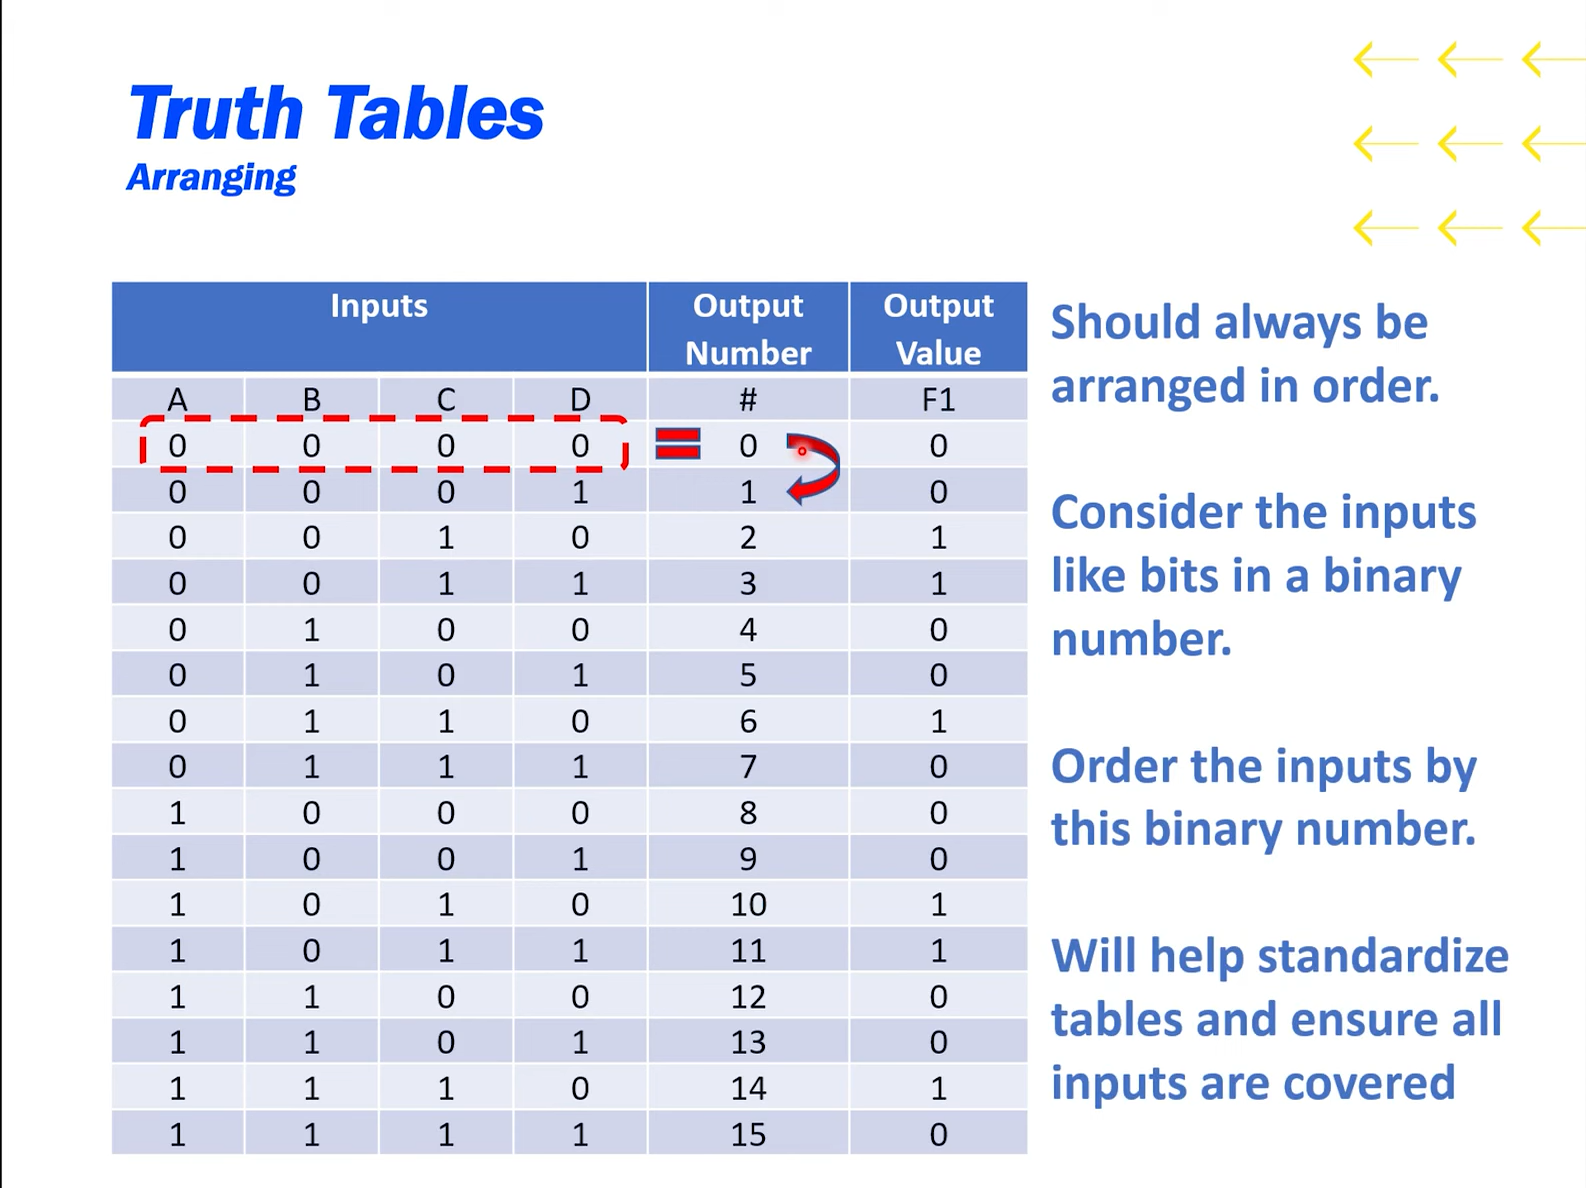 Truth Tables
Arranging
Inputs Output Number Output Value
A B C D # F1
0 0 0 0 0 0
0 0 0 1 1 0
0 0 1 0 2 1
0 0 1 1 3 1
0 1 0 0 4 0
0 1 0 1 5 0
0 1 1 0 6 1
0 1 1 1 7 0
1 0 0 0 8 0
1 0 0 1 9 0
1 0 1 0 10 1
1 0 1 1 11 1
1 1 0 0 12 0
1 1 0 1 13 0
1 1 1 0 14 1
1 1 1 1 15 0
Should always be
arranged in order.
Consider the inputs
like bits in a binary
number.
Order the inputs by
this binary number.
Will help standardize
tables and ensure all
inputs are covered